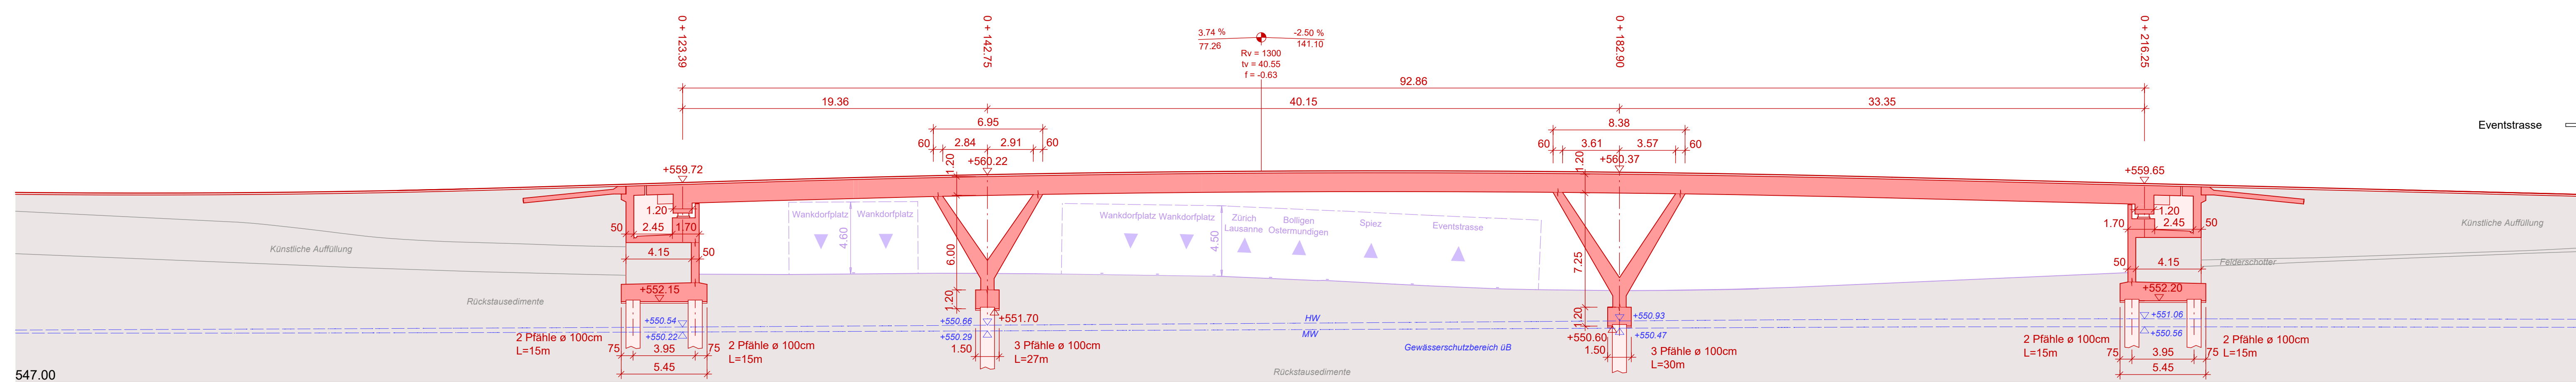 0 + 123.39
0 + 142.75
0 + 182.90
0 + 216.25
3.74 %
-2.50 %
77.26
141.10
Rv = 1300
tv = 40.55
f = -0.63
92.86
19.36
40.15
33.35
6.95
8.38
Eventstrasse
60
2.84
2.91
60
60
3.61
3.57
60
1.20
+560.22
1.20
+560.37
+559.72
+559.65
1.20
1.20
50
2.45
1.70
1.70
2.45
50
Wankdorfplatz
Wankdorfplatz
4.60
Wankdorfplatz
Wankdorfplatz
4.50
Zürich
Lausanne
Bolligen
Ostermundigen
Spiez
Eventstrasse
Künstliche Auffüllung
Künstliche Auffüllung
4.15
50
6.00
7.25
50
4.15
Felderschotter
+552.15
+552.20
Rückstausedimente
1.20
1.20
+550.54
+550.22
+550.66
+550.29
+551.70
HW
MW
+550.93
+550.47
+550.60
+551.06
+550.56
2 Pfähle ø 100cm
L=15m
2 Pfähle ø 100cm
L=15m
3 Pfähle ø 100cm
L=27m
Gewässerschutzbereich üB
3 Pfähle ø 100cm
L=30m
2 Pfähle ø 100cm
L=15m
2 Pfähle ø 100cm
L=15m
75
3.95
75
1.50
1.50
75
3.95
75
5.45
5.45
Rückstausedimente
547.00